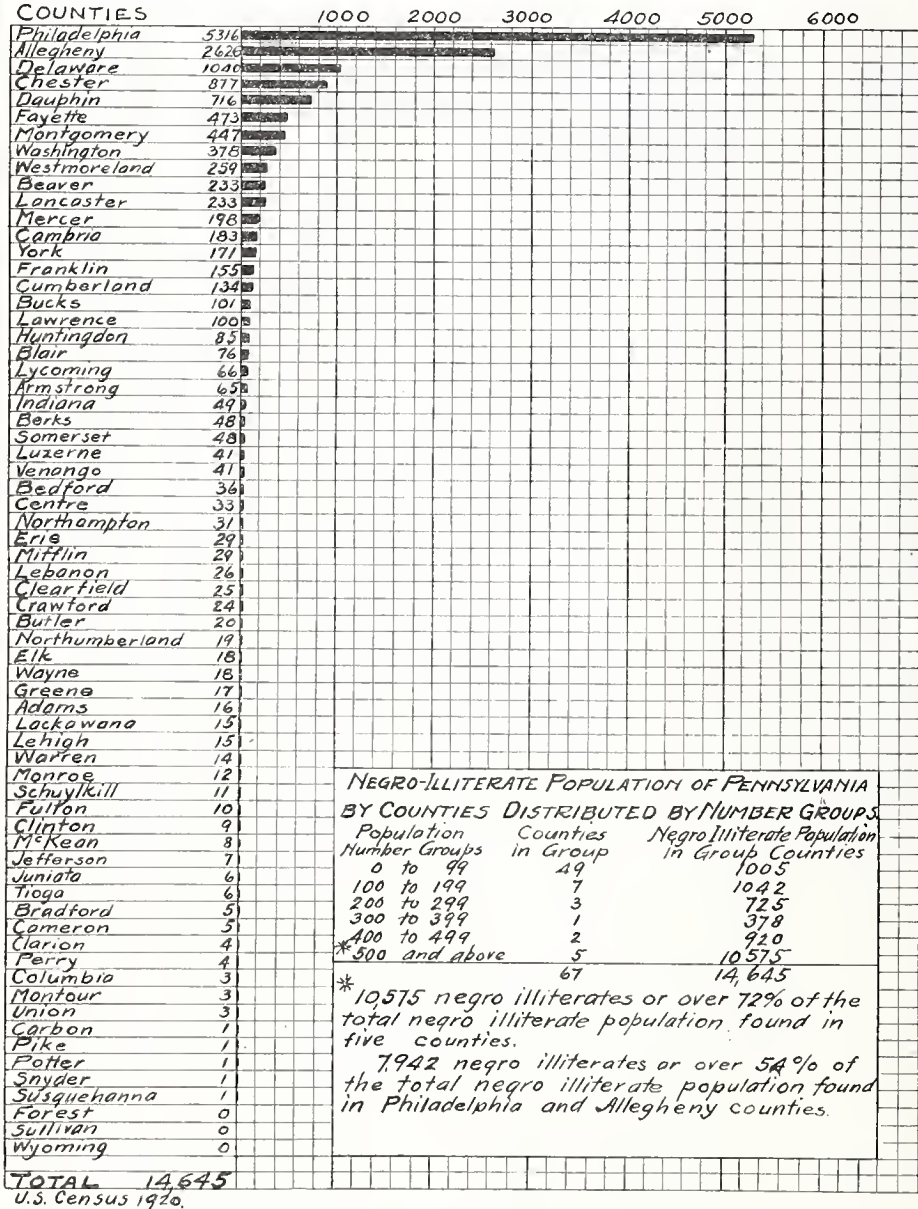 COUNTIES 1000 2000 3000 4000 5000 6000
Philadelphia 5316
Allegheny 2626
Delaware 1040
Chester 877
Dauphin 716
Fayette 473
Montgomery 447
Washington 378
Westmoreland 259
Beaver 233
Lancaster 233
Mercer 198
Cambria 183
York 171
Franklin 155
Cumberland 134
Bucks 101
Lawrence 100
Huntingdon 85
Blair 76
Lycoming 66
Armstrong 65
Indiana 49
Berks 48
Somerset 48
Luzerne 41
Venango 41
Bedford 36
Centre 33
Northampton 31
Erie 29
Mifflin 29
Lebanon 26
Clearfield 25
Crawford 24
Butler 20
Northumberland 19
Elk 18
Wayne 18
Greene 17
Adams 16
Lackawana 15
Lehigh 15
Warren 14
Monroe 12
Schuylkill 11
Fulton 10
Clinton 9
McKean 8
Jefferson 7
Juniata 6
Tioga 6
Bradford 5
Cameron 5
Clarion 4
Perry 4
Columbia 3
Montour 3
Union 3
Carbon 1
Pike 1
Potter 1
Snyder 1
Susquehanna 1
Forest 0
Sullivan 0
Wyoming 0
TOTAL 14,645
U.S. Census 1920.
NEGRO-ILLITERATE POPULATION OF PENNSYLVANIA
BY COUNTIES DISTRIBUTED BY NUMBER GROUPS.
Population Counties Negro Illiterate Population
Number Groups in Group in Group Counties
0 to 99 49 1005
100 to 199 7 1042
200 to 299 3 725
300 to 399 1 378
400 to 499 2 920
*500 and above 5 10575
67 14,645
* 10,575 negro illiterates or over 72% of the
total negro illiterate population found in
five counties.
7,942 negro illiterates or over 54% of
the total negro illiterate population found
in Philadelphia and Allegheny counties.